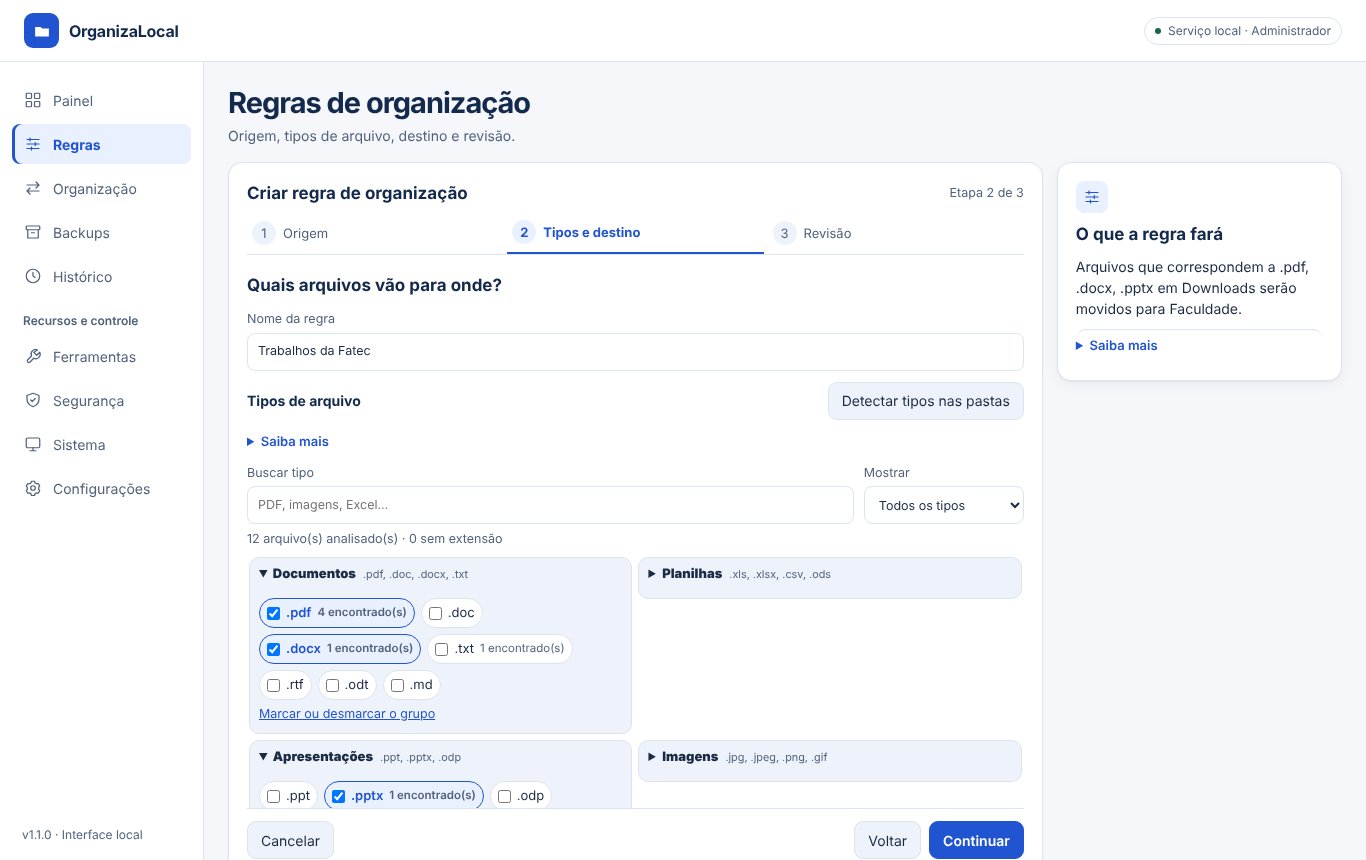 OrganizaLocal
Serviço local · Administrador
Painel
Regras
Organização
Backups
Histórico
Recursos e controle
Ferramentas
Segurança
Sistema
Configurações
v1.1.0 · Interface local
Regras de organização
Origem, tipos de arquivo, destino e revisão.
Criar regra de organização
Etapa 2 de 3
1 Origem
2 Tipos e destino
3 Revisão
Quais arquivos vão para onde?
Nome da regra
Trabalhos da Fatec
Tipos de arquivo
Detectar tipos nas pastas
Saiba mais
Buscar tipo
Mostrar
PDF, imagens, Excel...
Todos os tipos
12 arquivo(s) analisado(s) · 0 sem extensão
Documentos .pdf, .doc, .docx, .txt
.pdf 4 encontrado(s) .doc
.docx 1 encontrado(s) .txt 1 encontrado(s)
.rtf .odt .md
Marcar ou desmarcar o grupo
Planilhas .xls, .xlsx, .csv, .ods
Apresentações .ppt, .pptx, .odp
.ppt .pptx 1 encontrado(s) .odp
Imagens .jpg, .jpeg, .png, .gif
Cancelar
Voltar
Continuar
O que a regra fará
Arquivos que correspondem a .pdf,
.docx, .pptx em Downloads serão
movidos para Faculdade.
Saiba mais